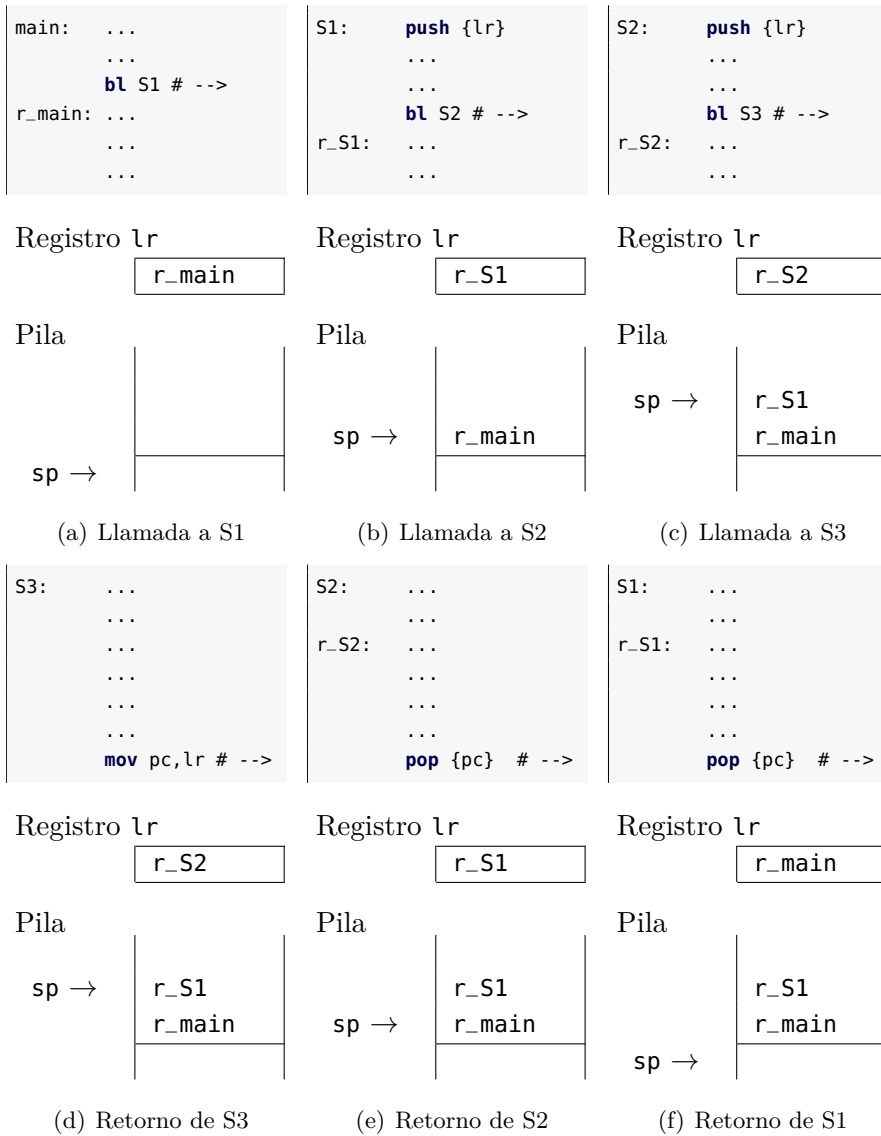 main: ...
...
bl S1 # -->
r_main: ...
...
...
Registro lr
r_main
Pila
sp →
(a) Llamada a S1
S1: push {lr}
...
...
bl S2 # -->
r_S1: ...
...
Registro lr
r_S1
Pila
sp → r_main
(b) Llamada a S2
S2: push {lr}
...
...
bl S3 # -->
r_S2: ...
...
Registro lr
r_S2
Pila
sp → r_S1
r_main
(c) Llamada a S3
S3: ...
...
...
...
...
...
mov pc,lr # -->
Registro lr
r_S2
Pila
sp → r_S1
r_main
(d) Retorno de S3
S2: ...
...
r_S2: ...
...
...
...
pop {pc} # -->
Registro lr
r_S1
Pila
r_S1
sp → r_main
(e) Retorno de S2
S1: ...
...
r_S1: ...
...
...
...
pop {pc} # -->
Registro lr
r_main
Pila
r_S1
r_main
sp →
(f) Retorno de S1